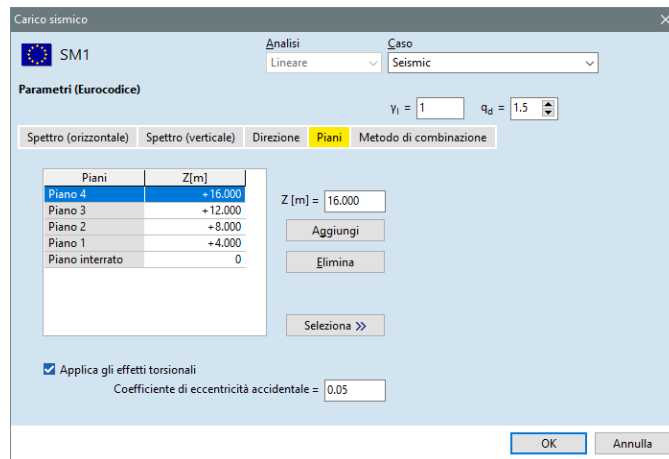 Carico sismico
SM1
Analisi
Lineare
Caso
Seismic
Parametri (Eurocodice)
γI = 1 qd = 1.5
Spettro (orizzontale) Spettro (verticale) Direzione Piani Metodo di combinazione
Piani Z[m]
Piano 4 +16.000
Piano 3 +12.000
Piano 2 +8.000
Piano 1 +4.000
Piano interrato 0
Z [m] = 16.000
Aggiungi
Elimina
Seleziona »
Applica gli effetti torsionali
Coefficiente di eccentricità accidentale = 0.05
OK Annulla